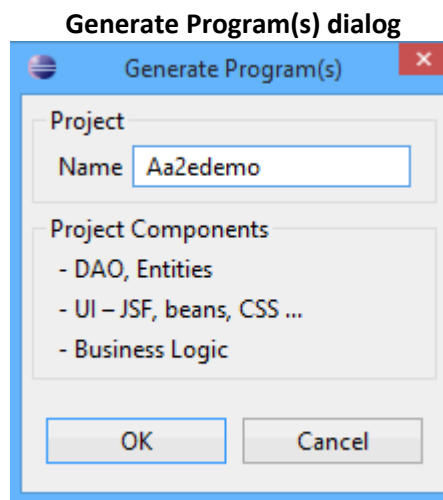 Generate Program(s) dialog
Generate Program(s)
Project
Name Aa2edemo
Project Components
- DAO, Entities
- UI – JSF, beans, CSS ...
- Business Logic
OK Cancel